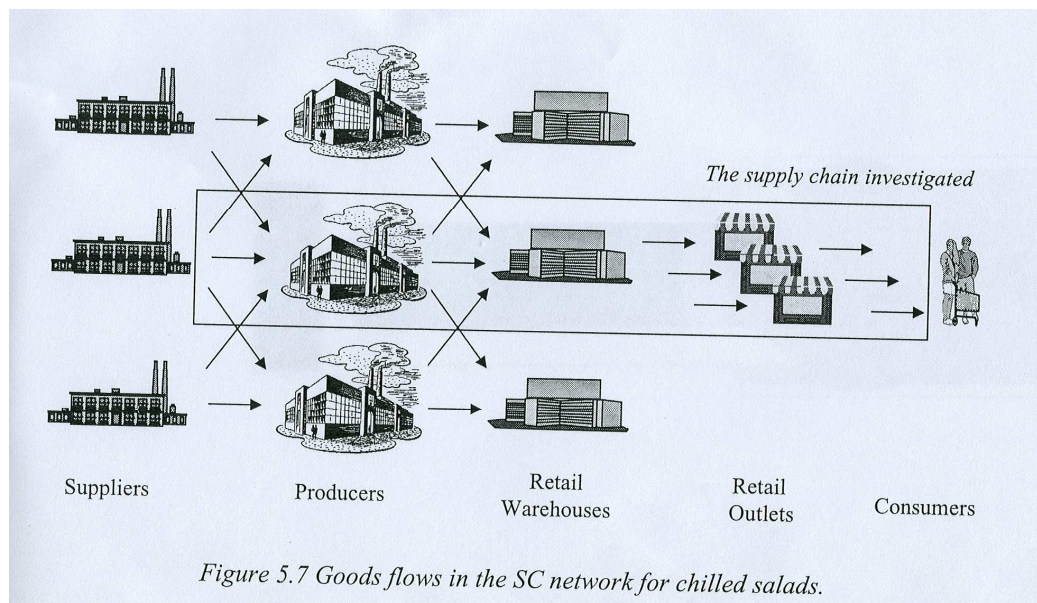 The supply chain investigated
Suppliers
Producers
Retail
Warehouses
Retail
Outlets
Consumers
Figure 5.7 Goods flows in the SC network for chilled salads.